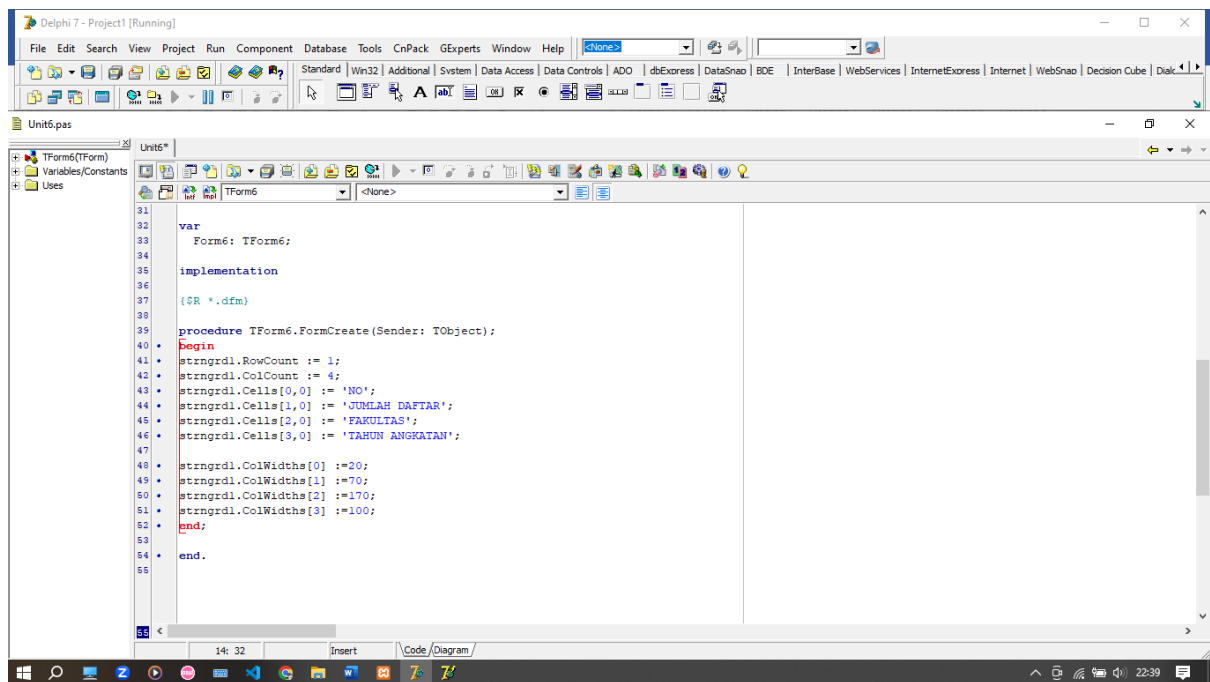 Delphi 7 - Project1 [Running]
File Edit Search View Project Run Component Database Tools CnPack GExperts Window Help <None>
Standard Win32 Additional System Data Access Data Controls ADO dbExpress DataSnap BDE InterBase WebServices InternetExpress Internet WebSnap Decision Cube Dialc
Unit6.pas
TForm6(TForm)
Variables/Constants
Uses
Unit6*
TForm6 <None>
31
32 var
33 Form6: TForm6;
34
35 implementation
36
37 {$R *.dfm}
38
39 procedure TForm6.FormCreate(Sender: TObject);
40 begin
41 strngrd1.RowCount := 1;
42 strngrd1.ColCount := 4;
43 strngrd1.Cells[0,0] := 'NO';
44 strngrd1.Cells[1,0] := 'JUMLAH DAFTAR';
45 strngrd1.Cells[2,0] := 'FAKULTAS';
46 strngrd1.Cells[3,0] := 'TAHUN ANGKATAN';
47
48 strngrd1.ColWidths[0] :=20;
49 strngrd1.ColWidths[1] :=70;
50 strngrd1.ColWidths[2] :=170;
51 strngrd1.ColWidths[3] :=100;
52 end;
53
54 end.
55
55
14: 32 Insert Code Diagram
22:39